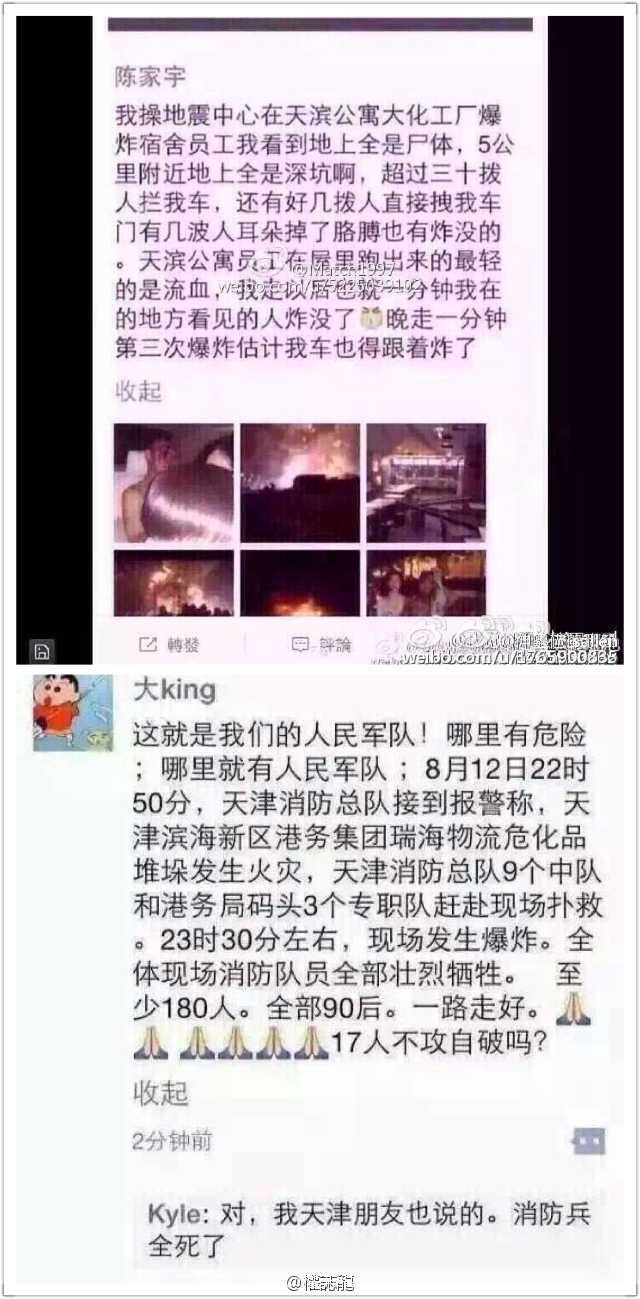 陈家宇
我操地震中心在天滨公寓大化工厂爆
炸宿舍员工我看到地上全是尸体，5公
里附近地上全是深坑啊，超过三十拨
人拦我车，还有好几拨人直接拽我车
门有几波人耳朵掉了胳膊也有炸没的
。天滨公寓员工在屋里跑出来的最轻
@Match1997
的是流血，我走以后也就一分钟我在
的地方看见的人炸没了晚走一分钟
第三次爆炸估计我车也得跟着炸了
收起
轉發
評論
大king
这就是我们的人民军队！哪里有危险
；哪里就有人民军队；8月12日22时
50分，天津消防总队接到报警称，天
津滨海新区港务集团瑞海物流危化品
堆垛发生火灾，天津消防总队9个中队
和港务局码头3个专职队赶赴现场扑救
。23时30分左右，现场发生爆炸。全
体现场消防队员全部壮烈牺牲。 至
少180人。全部90后。一路走好。🙏
🙏 🙏🙏🙏🙏17人不攻自破吗?
收起
2分钟前
Kyle: 对，我天津朋友也说的。消防兵
全死了